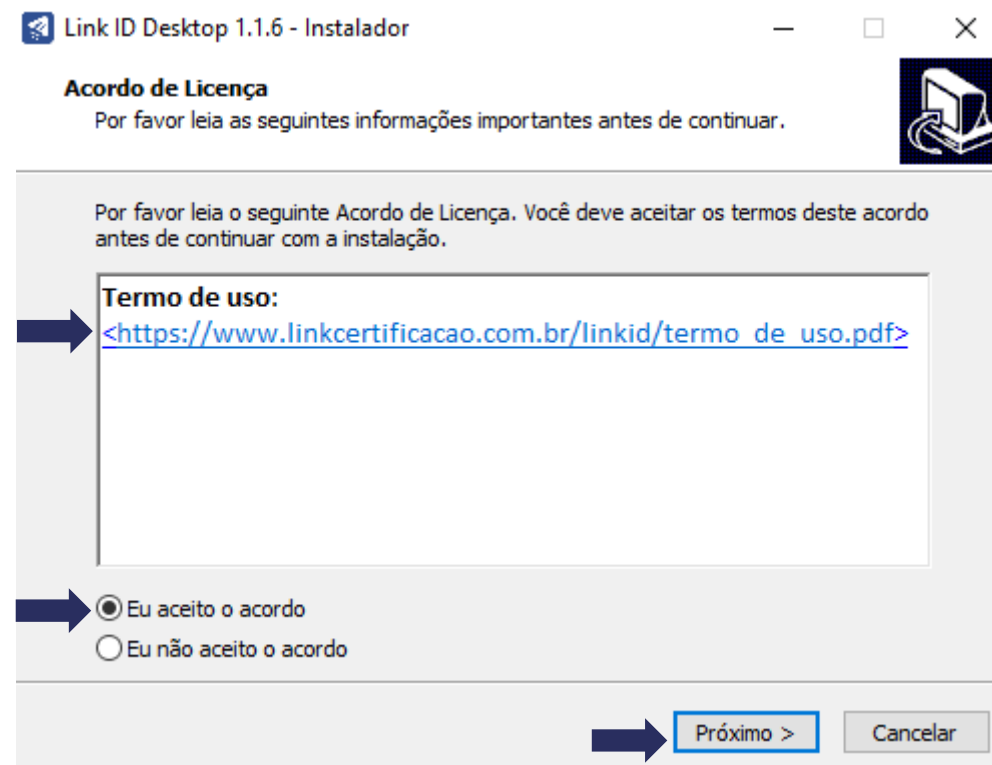 Link ID Desktop 1.1.6 - Instalador
Acordo de Licença
Por favor leia as seguintes informações importantes antes de continuar.
Por favor leia o seguinte Acordo de Licença. Você deve aceitar os termos deste acordo
antes de continuar com a instalação.
Termo de uso:
<https://www.linkcertificacao.com.br/linkid/termo_de_uso.pdf>
Eu aceito o acordo
Eu não aceito o acordo
Próximo > Cancelar